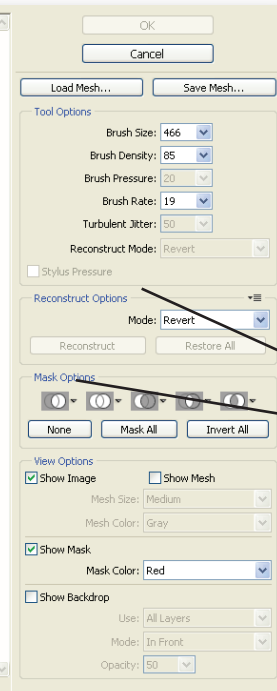 OK
Cancel
Load Mesh... Save Mesh...
Tool Options
Brush Size: 466
Brush Density: 85
Brush Pressure: 20
Brush Rate: 19
Turbulent Jitter: 50
Reconstruct Mode: Revert
Stylus Pressure
Reconstruct Options
Mode: Revert
Reconstruct Restore All
Mask Options
None Mask All Invert All
View Options
Show Image Show Mesh
Mesh Size: Medium
Mesh Color: Gray
Show Mask
Mask Color: Red
Show Backdrop
Use: All Layers
Mode: In Front
Opacity: 50